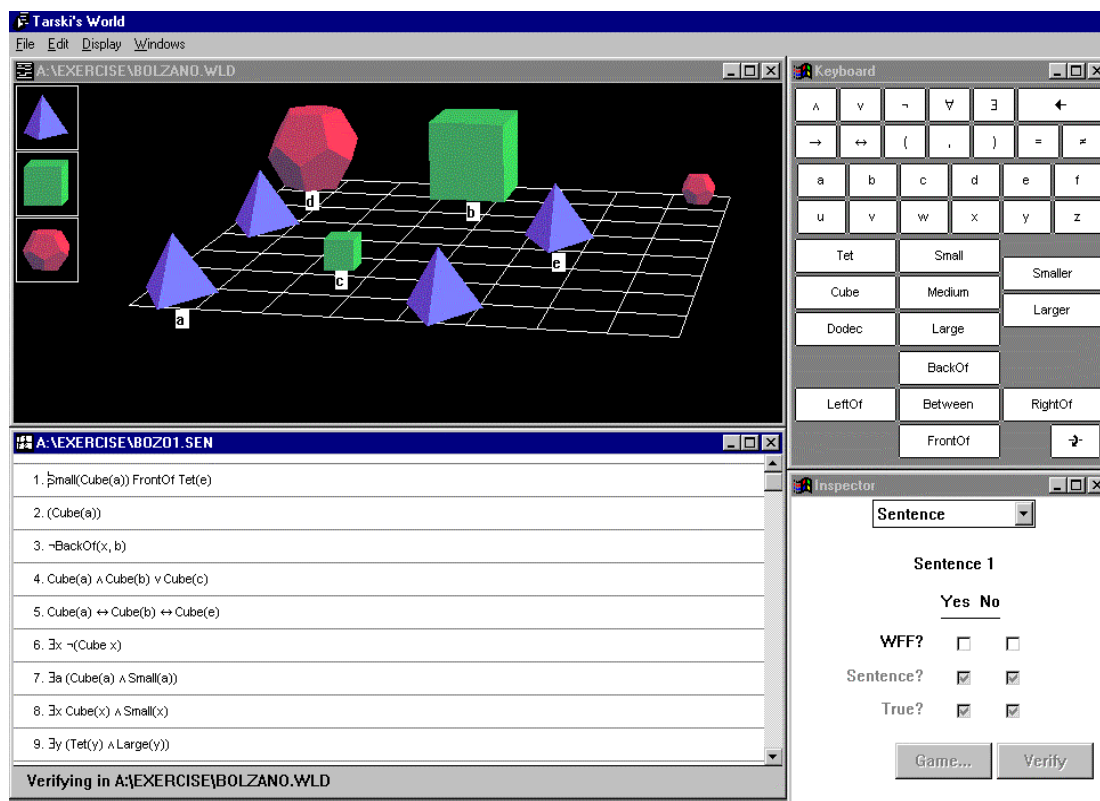 Tarski's World
File Edit Display Windows
A:\EXERCISE\BOLZANO.WLD
d
b
e
c
a
A:\EXERCISE\BOZO1.SEN
1. Small(Cube(a)) FrontOf Tet(e)
2. (Cube(a))
3. ¬BackOf(x, b)
4. Cube(a) ∧ Cube(b) ∨ Cube(c)
5. Cube(a) ↔ Cube(b) ↔ Cube(e)
6. ∃x ¬(Cube x)
7. ∃a (Cube(a) ∧ Small(a))
8. ∃x Cube(x) ∧ Small(x)
9. ∃y (Tet(y) ∧ Large(y))
Verifying in A:\EXERCISE\BOLZANO.WLD
Keyboard
∧ ∨ ¬ ∀ ∃ ←
→ ↔ ( , ) = ≠
a b c d e f
u v w x y z
Tet Small
Smaller
Cube Medium
Larger
Dodec Large
BackOf
LeftOf Between RightOf
FrontOf
Inspector
Sentence
Sentence 1
Yes No
WFF?
Sentence?
True?
Game... Verify